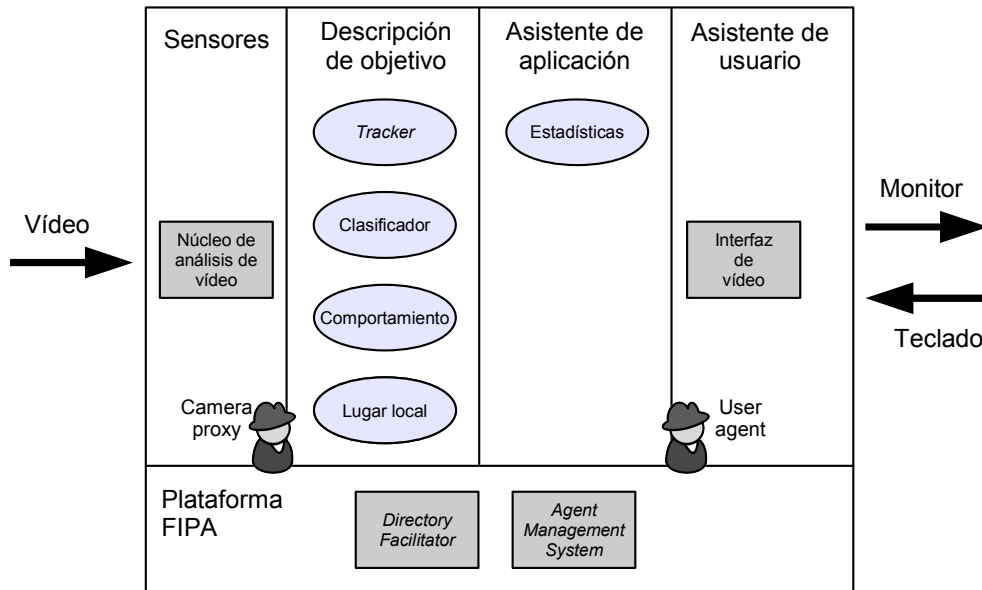 Sensores
Descripción
de objetivo
Asistente de
aplicación
Asistente de
usuario
Tracker
Estadísticas
Vídeo
Núcleo de
análisis de
vídeo
Clasificador
Interfaz
de
vídeo
Monitor
Comportamiento
Teclado
Camera
proxy
Lugar local
User
agent
Plataforma
FIPA
Directory
Facilitator
Agent
Management
System